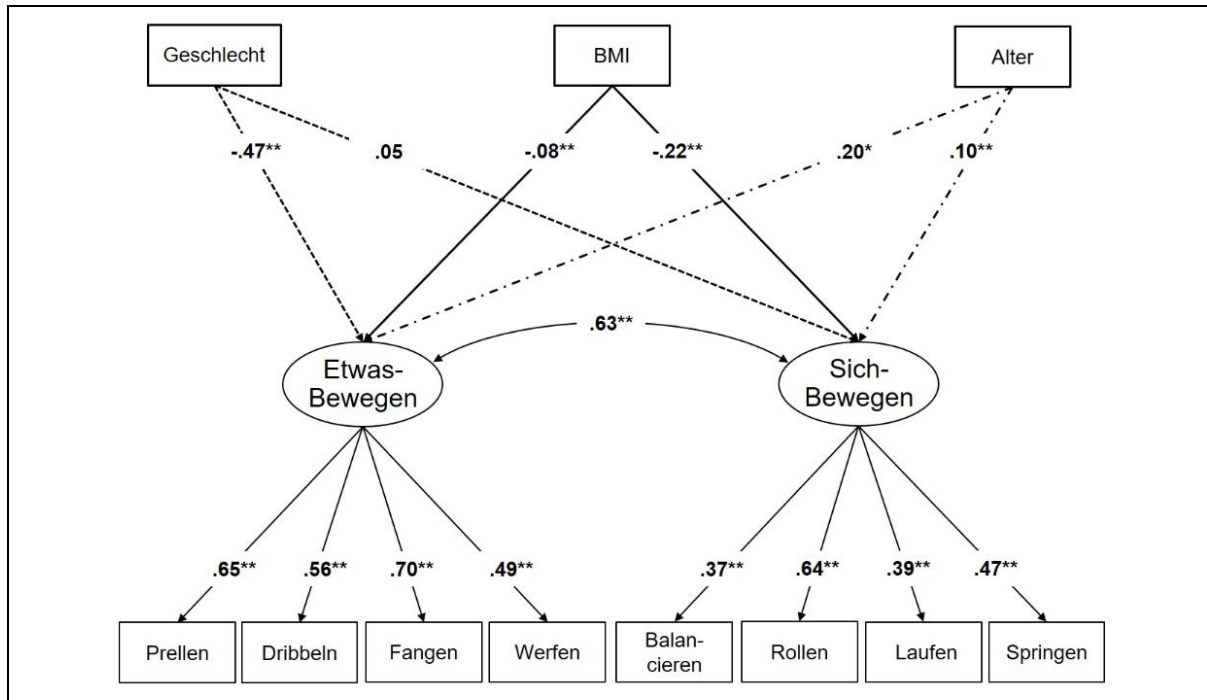 Geschlecht
BMI
Alter
-.47**
.05
-.08**
-.22**
.20*
.10**
.63**
Etwas-
Bewegen
Sich-
Bewegen
.65**
.56**
.70**
.49**
.37**
.64**
.39**
.47**
Prellen
Dribbeln
Fangen
Werfen
Balan-
cieren
Rollen
Laufen
Springen